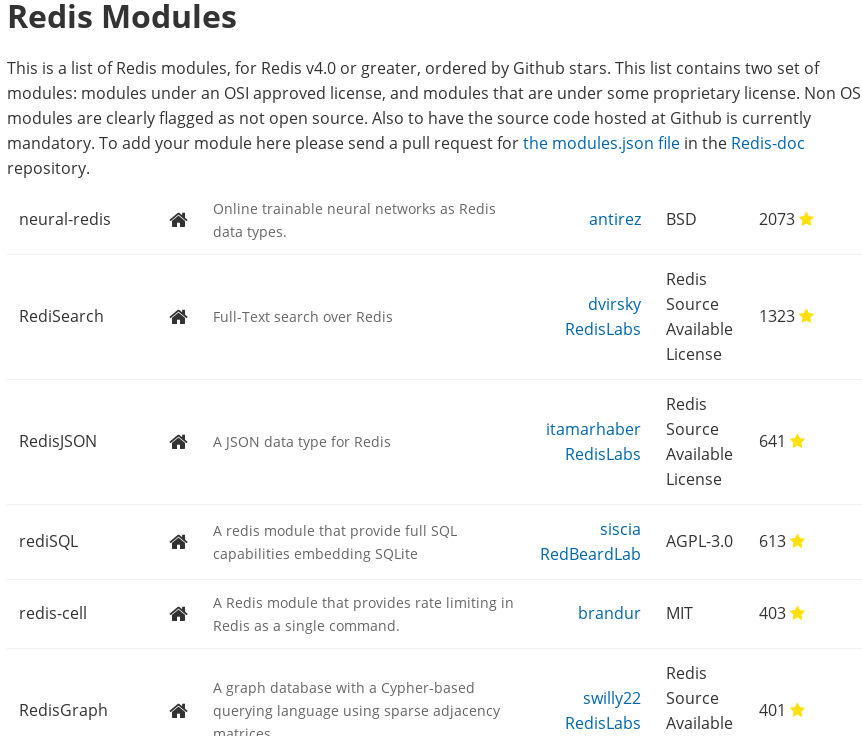 Redis Modules
This is a list of Redis modules, for Redis v4.0 or greater, ordered by Github stars. This list contains two set of
modules: modules under an OSI approved license, and modules that are under some proprietary license. Non OS
modules are clearly flagged as not open source. Also to have the source code hosted at Github is currently
mandatory. To add your module here please send a pull request for the modules.json file in the Redis-doc
repository.
neural-redis
Online trainable neural networks as Redis
data types.
antirez
BSD
2073
RediSearch
Full-Text search over Redis
dvirsky
RedisLabs
Redis
Source
Available
License
1323
RedisJSON
A JSON data type for Redis
itamarhaber
RedisLabs
Redis
Source
Available
License
641
rediSQL
A redis module that provide full SQL
capabilities embedding SQLite
siscia
RedBeardLab
AGPL-3.0
613
redis-cell
A Redis module that provides rate limiting in
Redis as a single command.
brandur
MIT
403
RedisGraph
A graph database with a Cypher-based
querying language using sparse adjacency
matrices
swilly22
RedisLabs
Redis
Source
Available
401